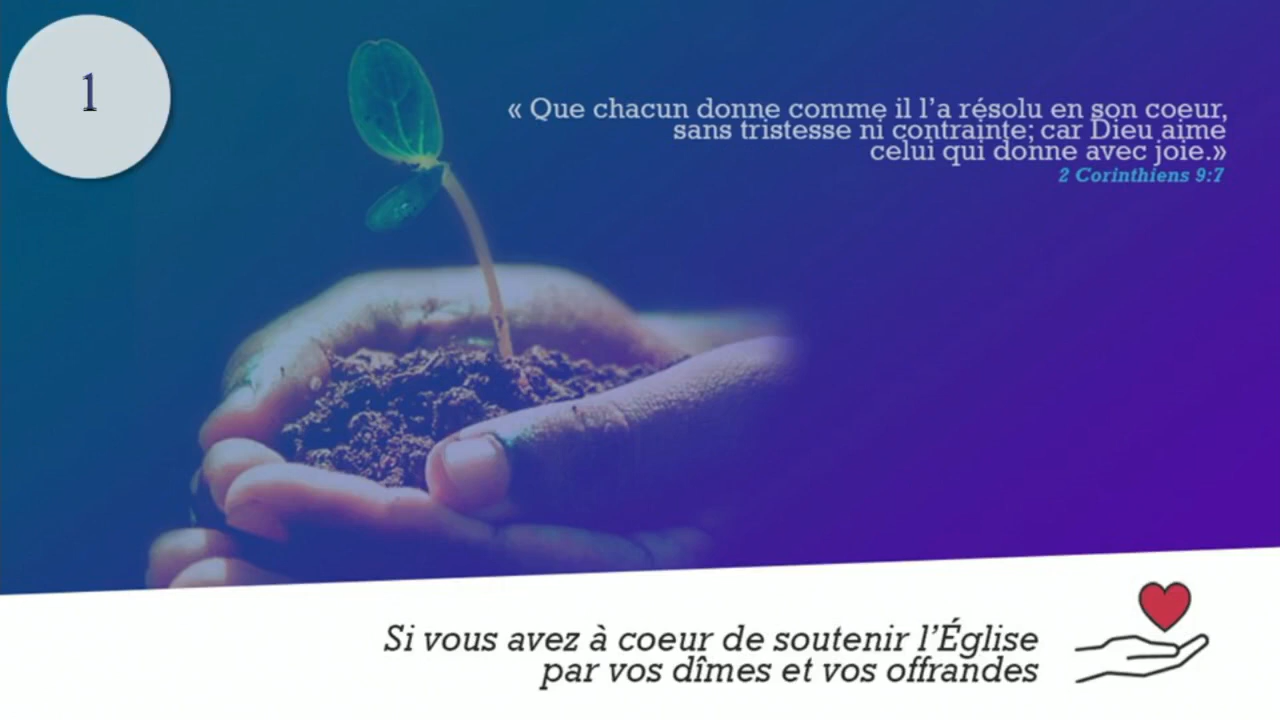 1
« Que chacun donne comme il l’a résolu en son coeur,
sans tristesse ni contrainte; car Dieu aime
celui qui donne avec joie.»
2 Corinthiens 9:7
Si vous avez à coeur de soutenir l’Église
par vos dîmes et vos offrandes